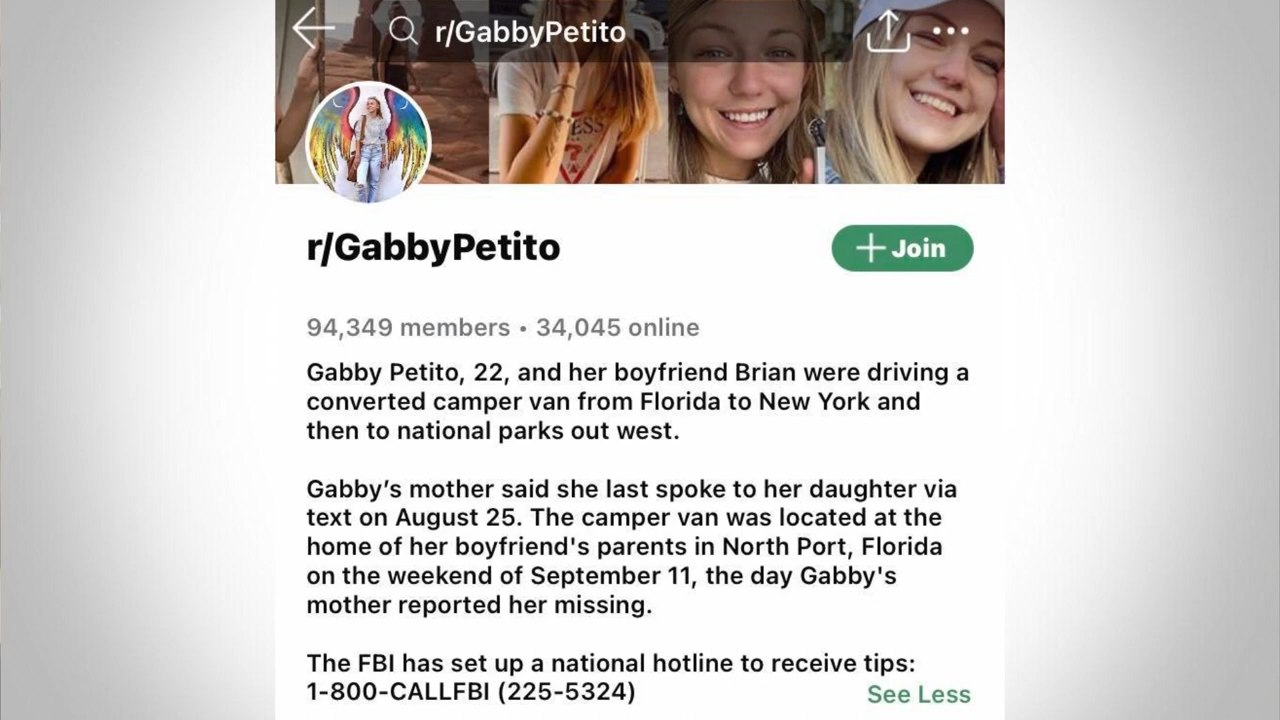 r/GabbyPetito
r/GabbyPetito
Join
94,349 members • 34,045 online
Gabby Petito, 22, and her boyfriend Brian were driving a
converted camper van from Florida to New York and
then to national parks out west.
Gabby’s mother said she last spoke to her daughter via
text on August 25. The camper van was located at the
home of her boyfriend's parents in North Port, Florida
on the weekend of September 11, the day Gabby's
mother reported her missing.
The FBI has set up a national hotline to receive tips:
1-800-CALLFBI (225-5324)
See Less